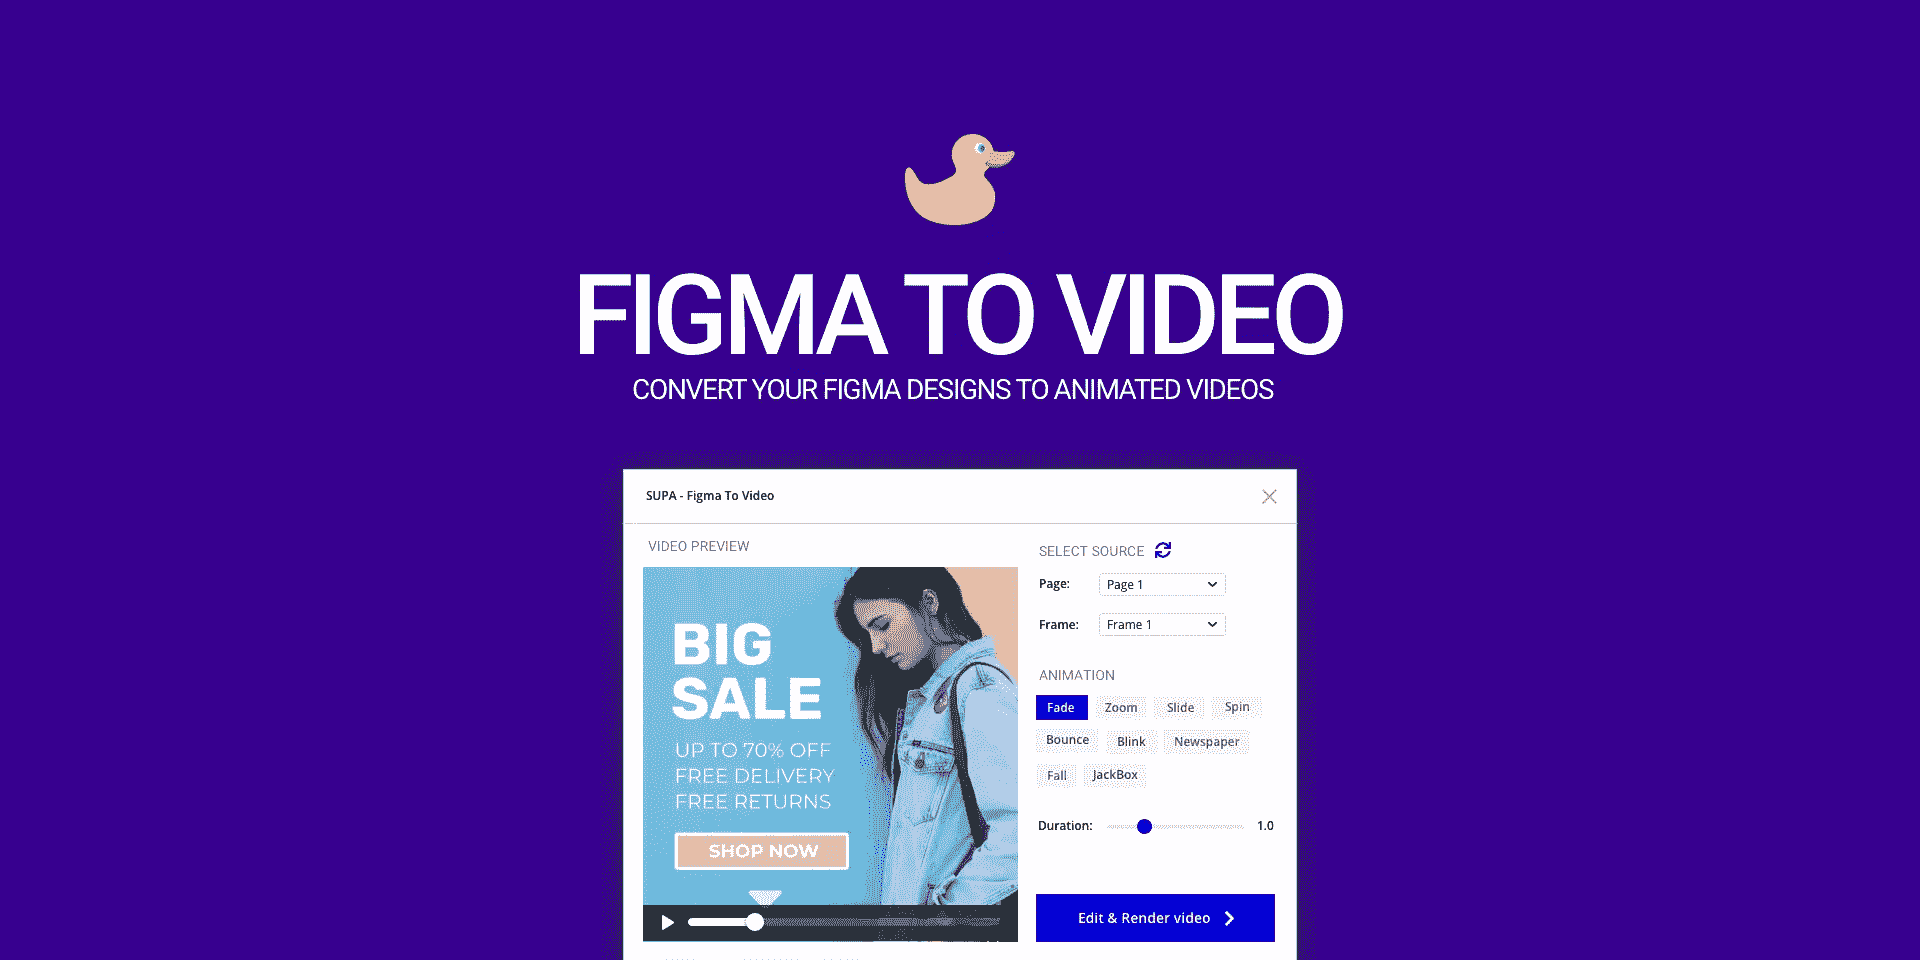 FIGMA TO VIDEO
CONVERT YOUR FIGMA DESIGNS TO ANIMATED VIDEOS
SUPA - Figma To Video
VIDEO PREVIEW
BIG
SALE
UP TO 70% OFF
FREE DELIVERY
FREE RETURNS
SHOP NOW
SELECT SOURCE
Page: Page 1
Frame: Frame 1
ANIMATION
Fade Zoom Slide Spin
Bounce Blink Newspaper
Fall JackBox
Duration: 1.0
Edit & Render video